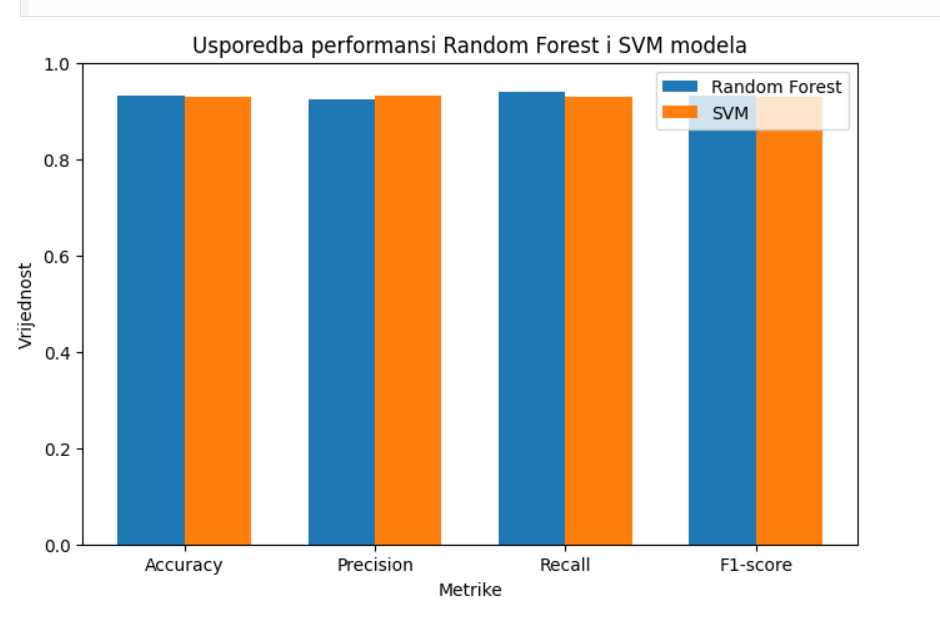 Usporedba performansi Random Forest i SVM modela
1.0
0.8
0.6
0.4
0.2
0.0
Vrijednost
Random Forest
SVM
Accuracy
Precision
Recall
F1-score
Metrike